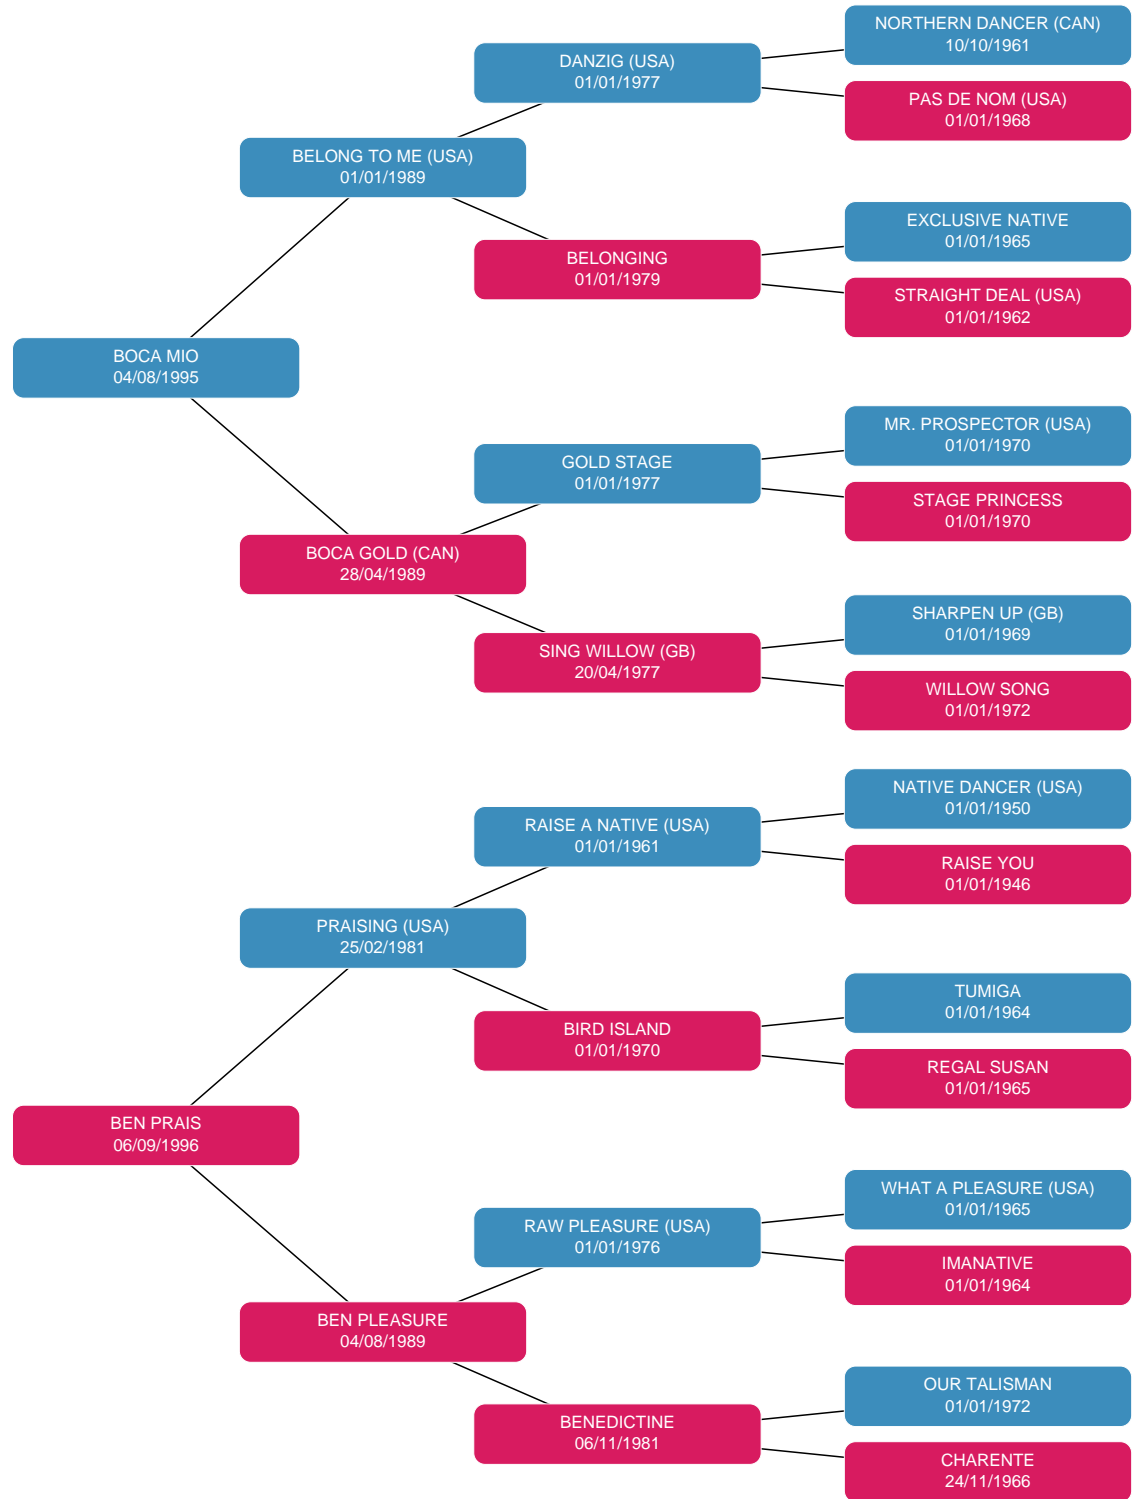 NORTHERN DANCER (CAN)
10/10/1961
DANZIG (USA)
01/01/1977
PAS DE NOM (USA)
01/01/1968
BELONG TO ME (USA)
01/01/1989
EXCLUSIVE NATIVE
01/01/1965
BELONGING
01/01/1979
STRAIGHT DEAL (USA)
01/01/1962
BOCA MIO
04/08/1995
MR. PROSPECTOR (USA)
01/01/1970
GOLD STAGE
01/01/1977
STAGE PRINCESS
01/01/1970
BOCA GOLD (CAN)
28/04/1989
SHARPEN UP (GB)
01/01/1969
SING WILLOW (GB)
20/04/1977
WILLOW SONG
01/01/1972
NATIVE DANCER (USA)
01/01/1950
RAISE A NATIVE (USA)
01/01/1961
RAISE YOU
01/01/1946
PRAISING (USA)
25/02/1981
TUMIGA
01/01/1964
BIRD ISLAND
01/01/1970
REGAL SUSAN
01/01/1965
BEN PRAIS
06/09/1996
WHAT A PLEASURE (USA)
01/01/1965
RAW PLEASURE (USA)
01/01/1976
IMANATIVE
01/01/1964
BEN PLEASURE
04/08/1989
OUR TALISMAN
01/01/1972
BENEDICTINE
06/11/1981
CHARENTE
24/11/1966